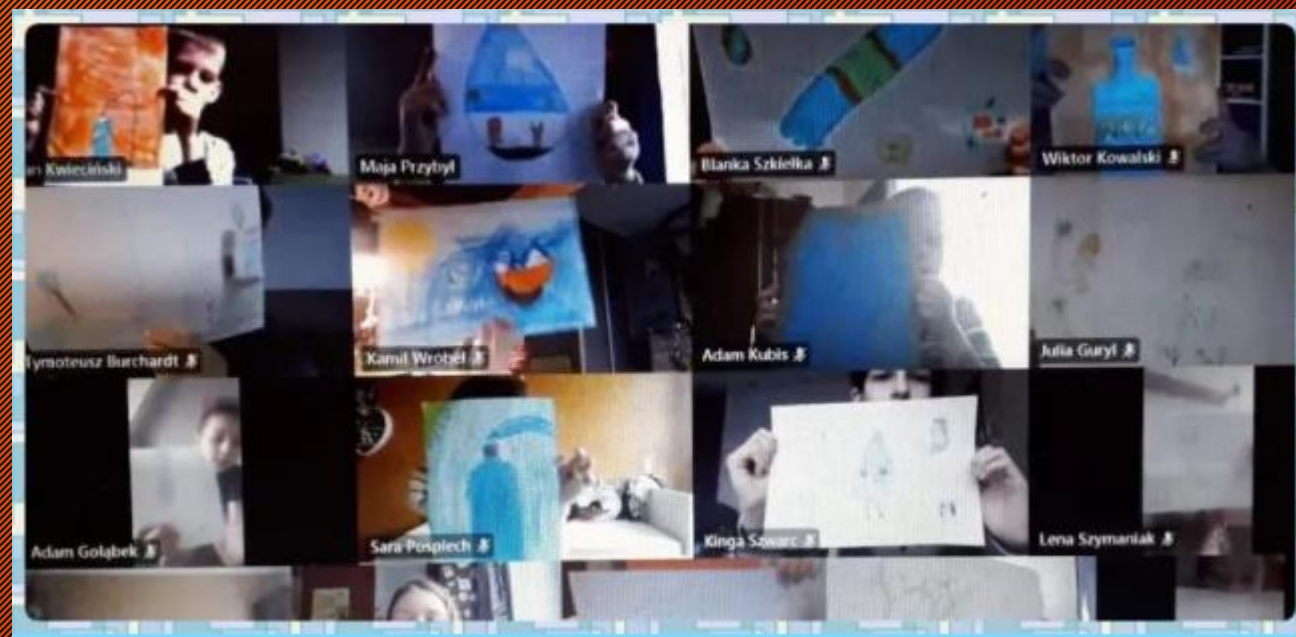 Kwieciński
Maja Przybył
Blanka Szkiełka
Wiktor Kowalski
Tymoteusz Burchardt
Kamil Wróbel
Adam Kubis
Julia Guryl
Adam Gołąbek
Sara Pospiech
Kinga Szwarc
Lena Szymaniak